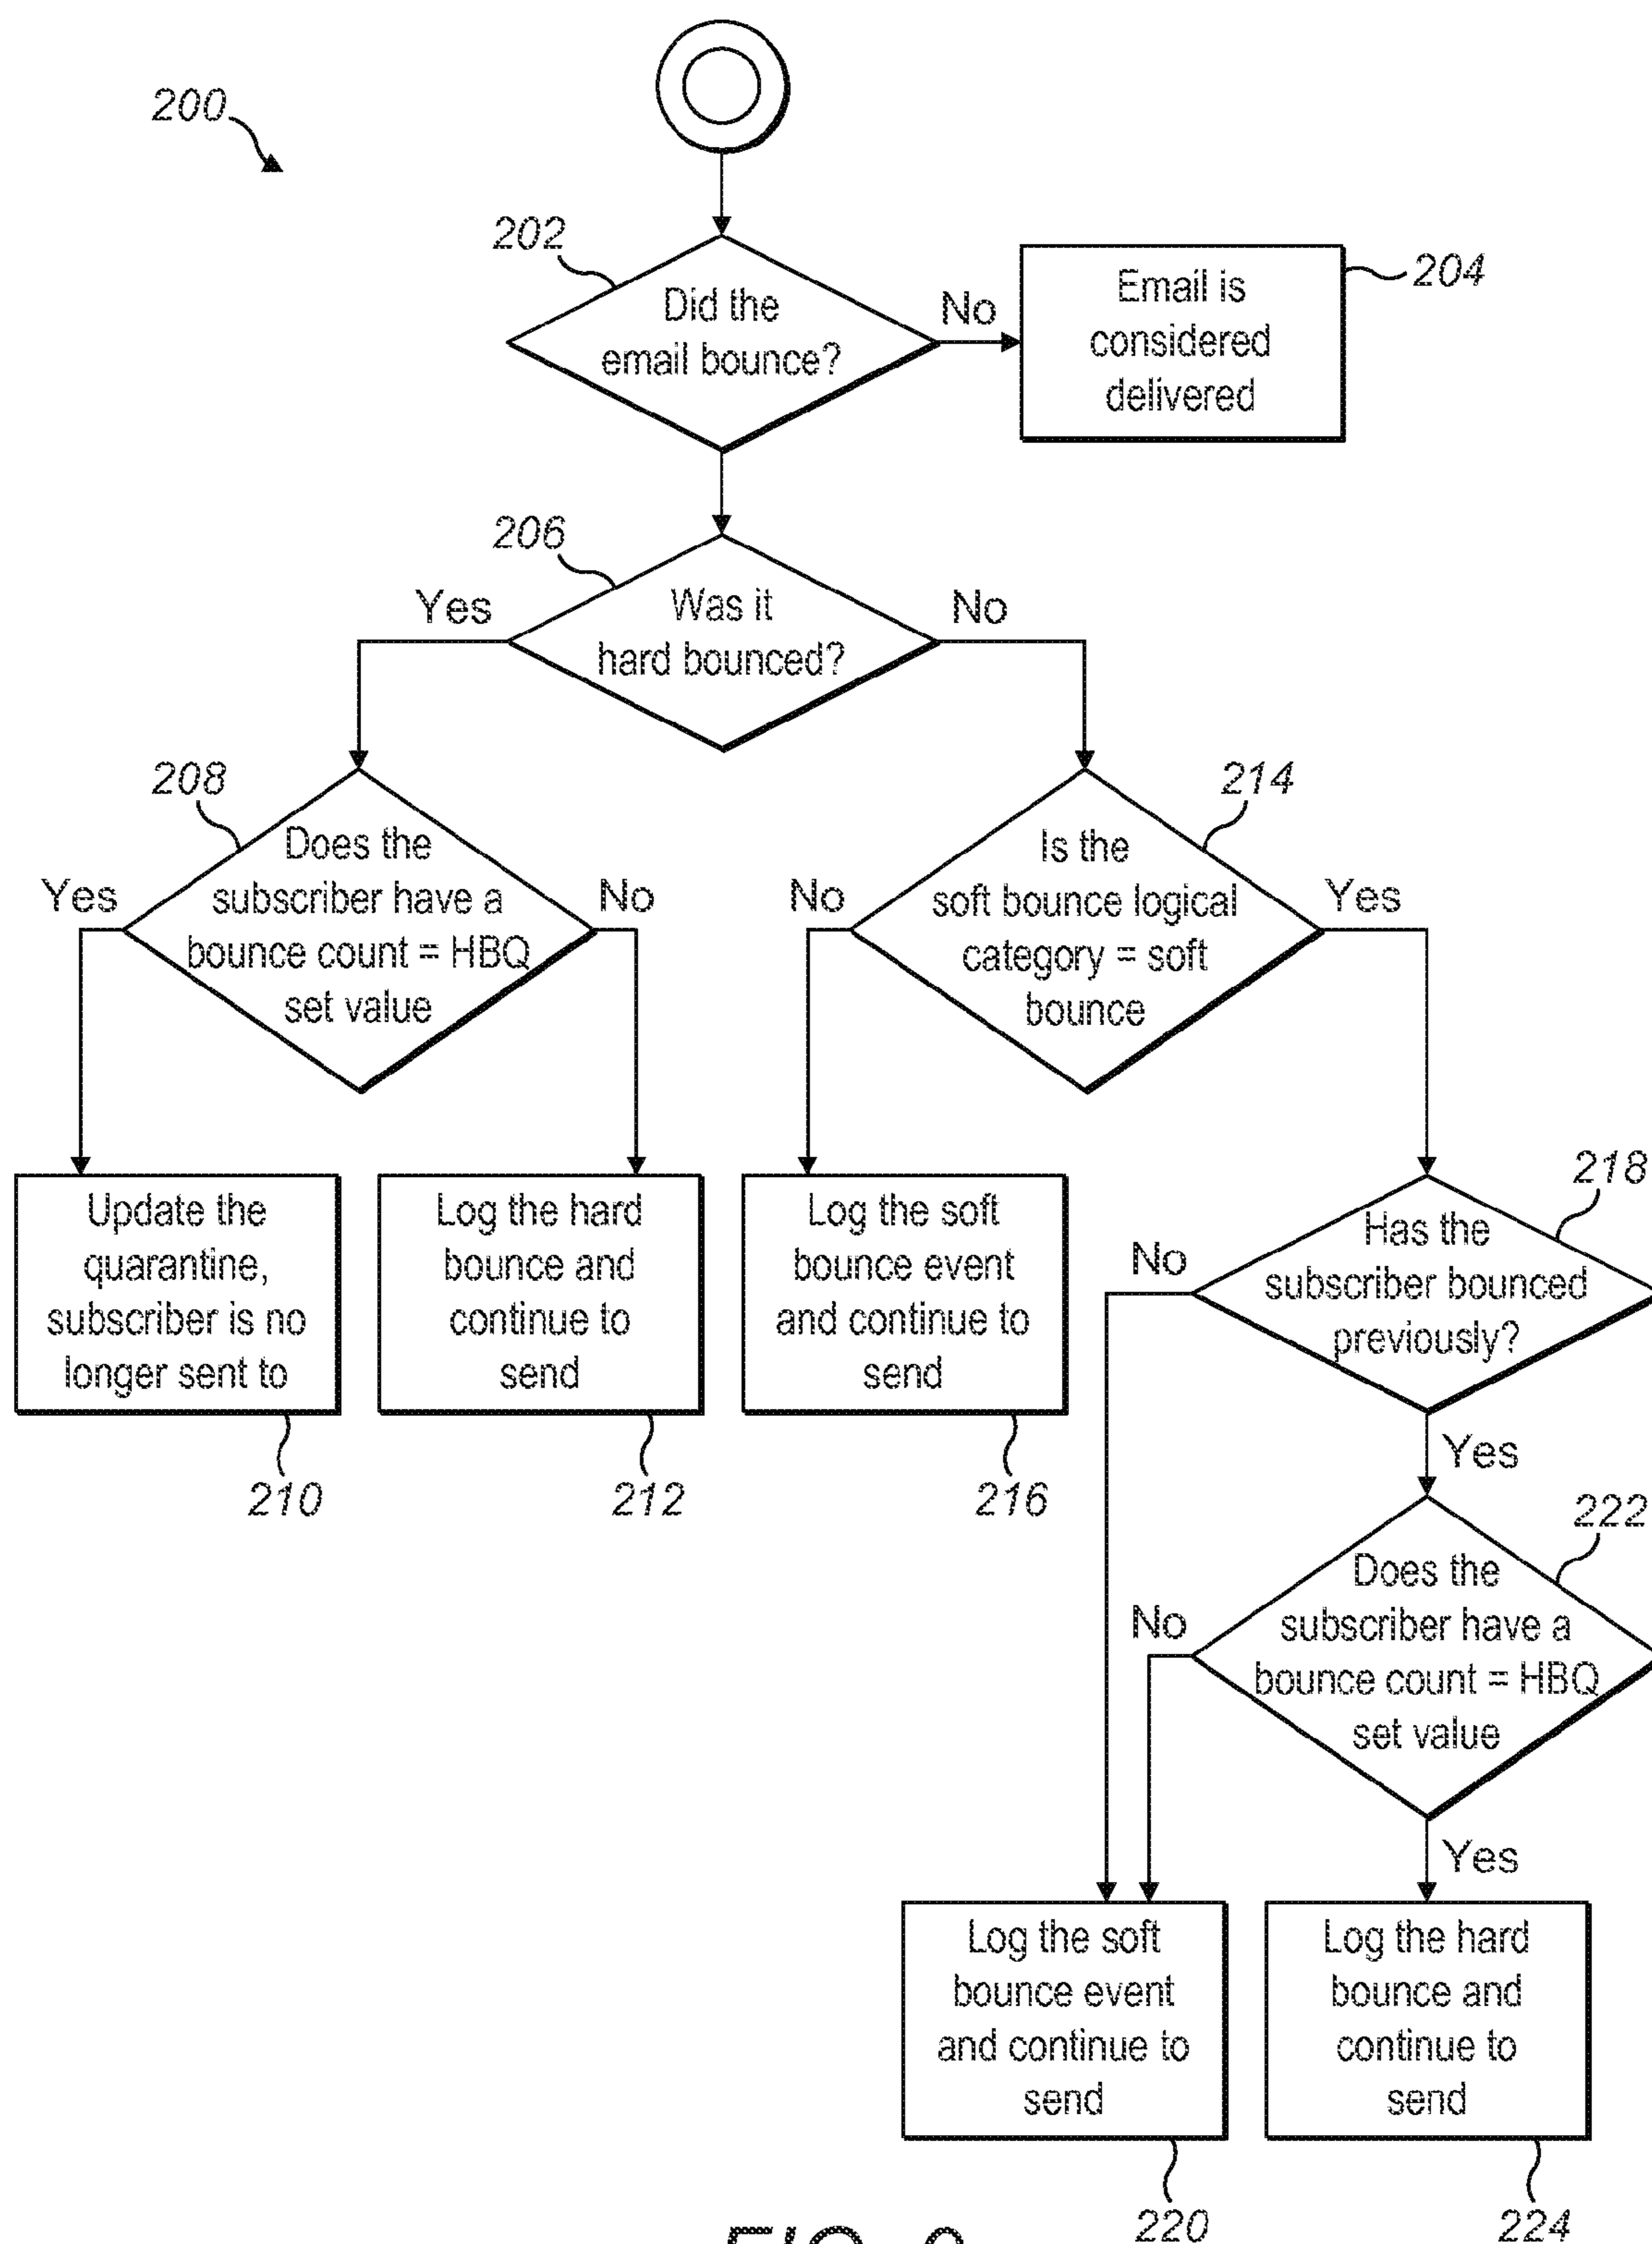 200
202
Did the
email bounce?
No
Email is
considered
delivered
204
206
Was it
hard bounced?
Yes
No
208
Does the
subscriber have a
bounce count = HBQ
set value
Yes
No
214
Is the
soft bounce logical
category = soft
bounce
No
Yes
Update the
quarantine,
subscriber is no
longer sent to
210
Log the hard
bounce and
continue to
send
212
Log the soft
bounce event
and continue to
send
216
218
Has the
subscriber bounced
previously?
No
Yes
222
Does the
subscriber have a
bounce count = HBQ
set value
No
Yes
Log the soft
bounce event
and continue to
send
220
Log the hard
bounce and
continue to
send
224
FIG.